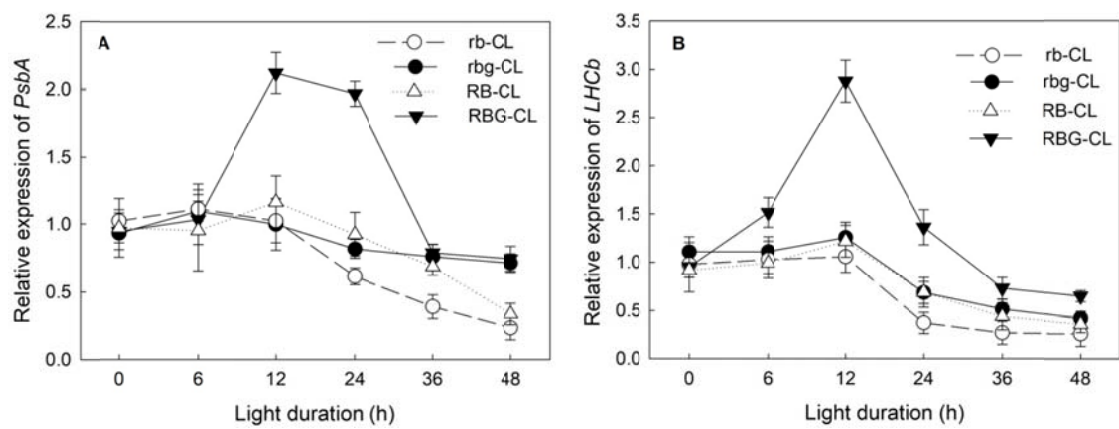 A
rb-CL
rbg-CL
RB-CL
RBG-CL
Relative expression of PsbA
2.5
2.0
1.5
1.0
0.5
0.0
0 6 12 24 36 48
Light duration (h)
B
rb-CL
rbg-CL
RB-CL
RBG-CL
Relative expression of LHCb
3.5
3.0
2.5
2.0
1.5
1.0
0.5
0.0
0 6 12 24 36 48
Light duration (h)